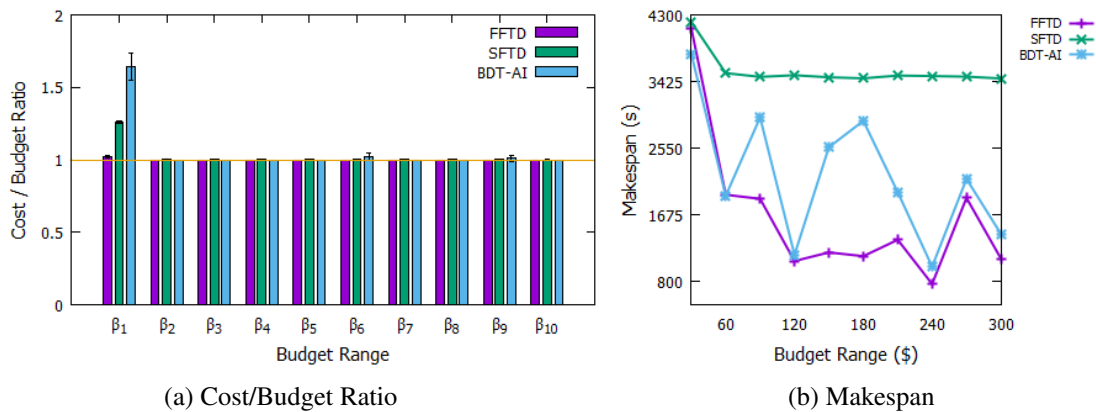 2
1.5
1
0.5
0
Cost / Budget Ratio
FFTD
SFTD
BDT-AI
β1 β2 β3 β4 β5 β6 β7 β8 β9 β10
Budget Range
(a) Cost/Budget Ratio
4300
3425
2550
1675
800
Makespan (s)
60 120 180 240 300
Budget Range ($)
FFTD
SFTD
BDT-AI
(b) Makespan